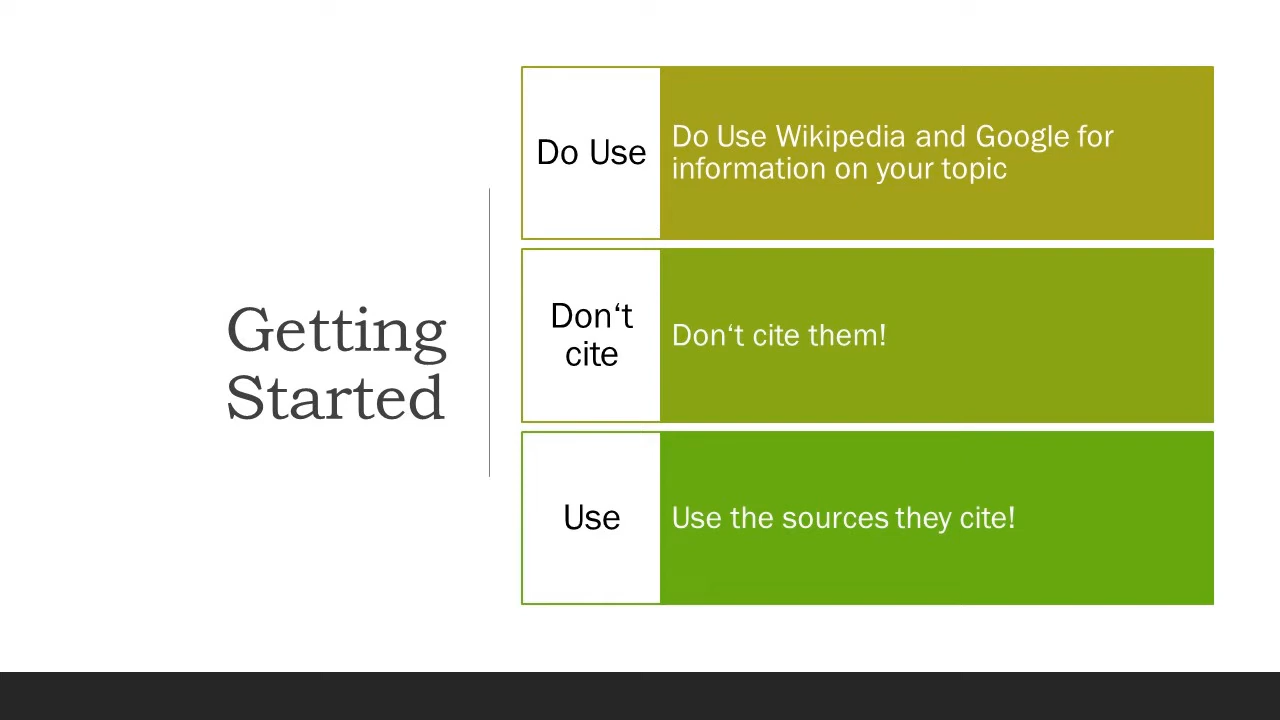 Getting
Started
Do Use
Do Use Wikipedia and Google for
information on your topic
Don‘t
cite
Don‘t cite them!
Use
Use the sources they cite!